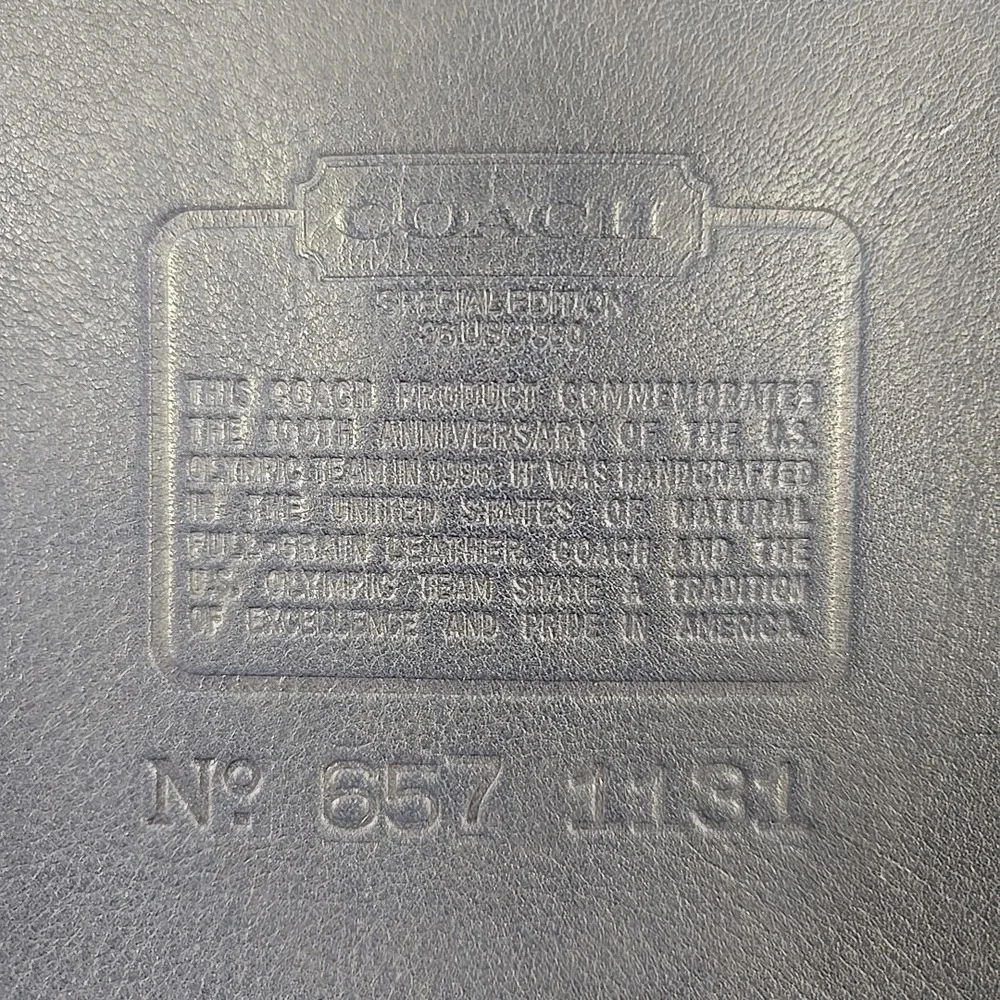 COACH
SPECIAL EDITION
36USC380
THIS COACH PRODUCT COMMEMORATES
THE 100TH ANNIVERSARY OF THE U.S.
OLYMPIC TEAM IN 1996. IT WAS HANDCRAFTED
IN THE UNITED STATES OF NATURAL
FULL-GRAIN LEATHER. COACH AND THE
U.S. OLYMPIC TEAM SHARE A TRADITION
OF EXCELLENCE AND PRIDE IN AMERICA.
Nº 657 1131